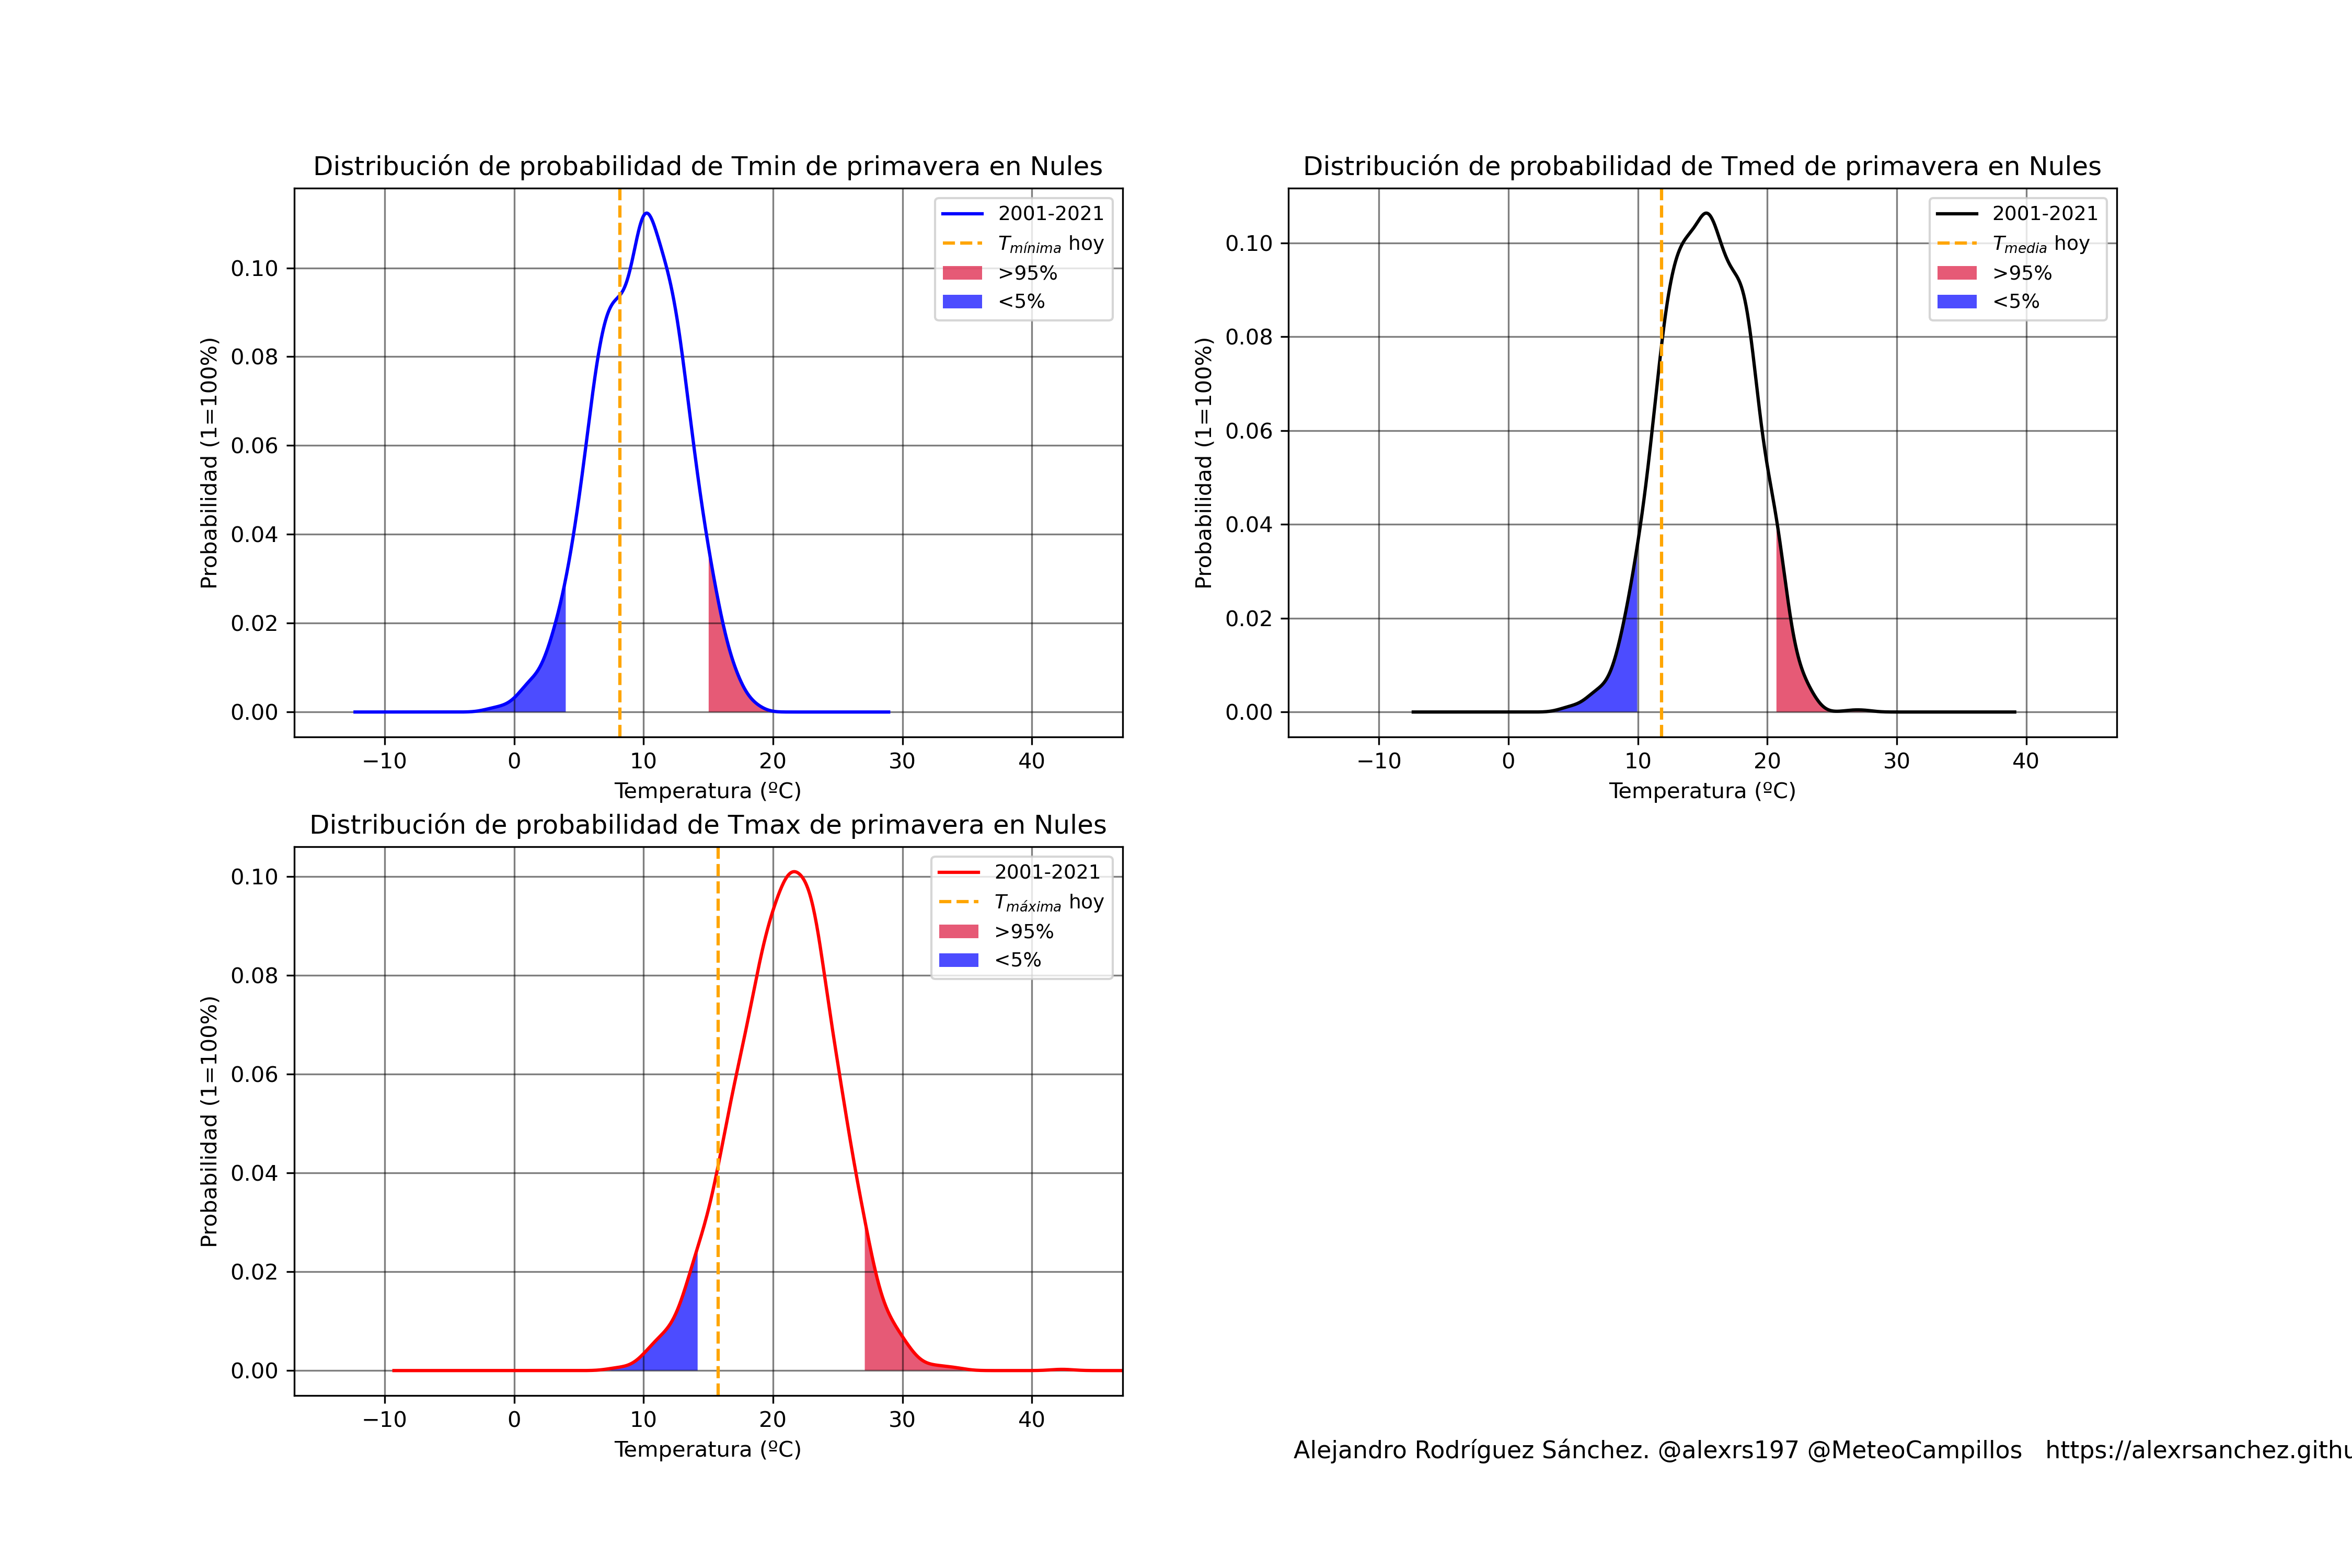 Distribución de probabilidad de Tmin de primavera en Nules
2001-2021
Tmínima hoy
>95%
<5%
Probabilidad (1=100%)
0.10
0.08
0.06
0.04
0.02
0.00
−10 0 10 20 30 40
Temperatura (ºC)
Distribución de probabilidad de Tmed de primavera en Nules
2001-2021
Tmedia hoy
>95%
<5%
Probabilidad (1=100%)
0.10
0.08
0.06
0.04
0.02
0.00
−10 0 10 20 30 40
Temperatura (ºC)
Distribución de probabilidad de Tmax de primavera en Nules
2001-2021
Tmáxima hoy
>95%
<5%
Probabilidad (1=100%)
0.10
0.08
0.06
0.04
0.02
0.00
−10 0 10 20 30 40
Temperatura (ºC)
Alejandro Rodríguez Sánchez. @alexrs197 @MeteoCampillos https://alexrsanchez.githu